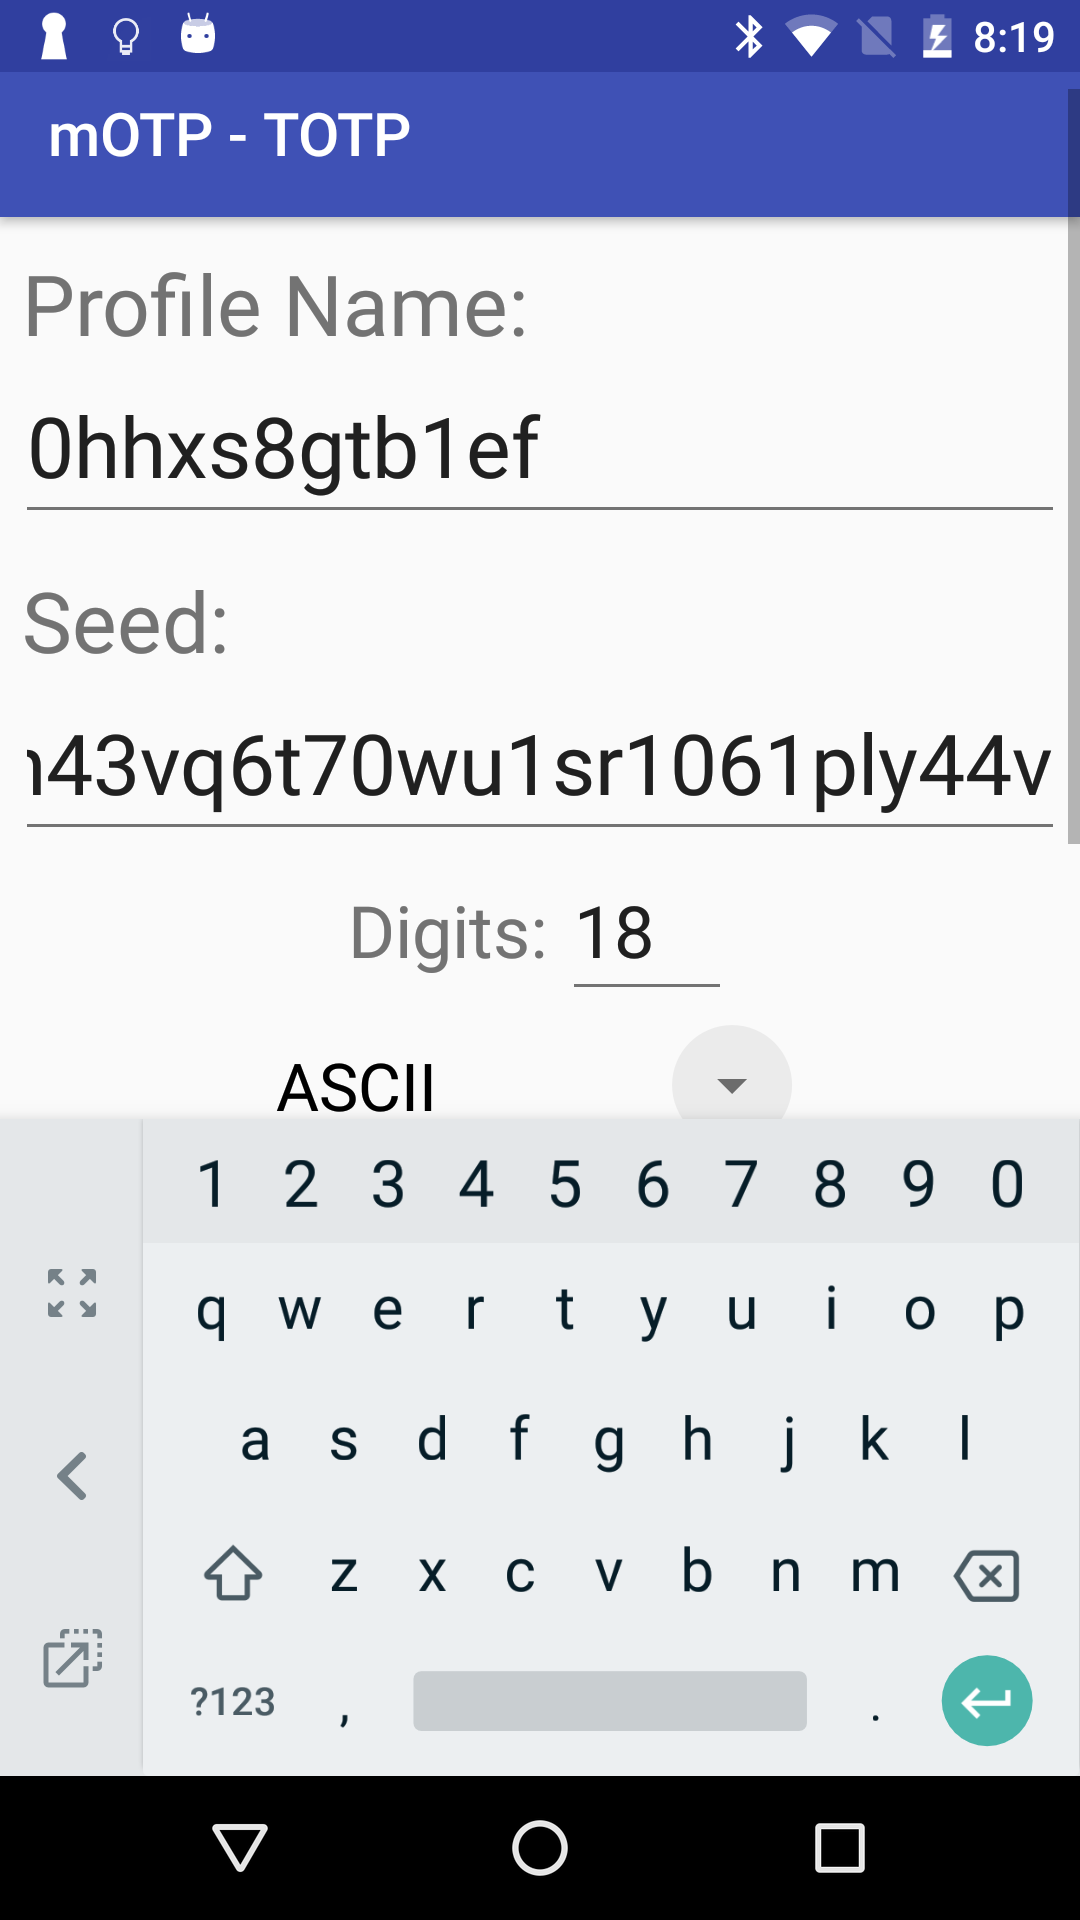 8:19
mOTP - TOTP
Profile Name:
0hhxs8gtb1ef
Seed:
43vq6t70wu1sr1061ply44v
Digits: 18
ASCII
1 2 3 4 5 6 7 8 9 0
q w e r t y u i o p
a s d f g h j k l
z x c v b n m
?123 , .